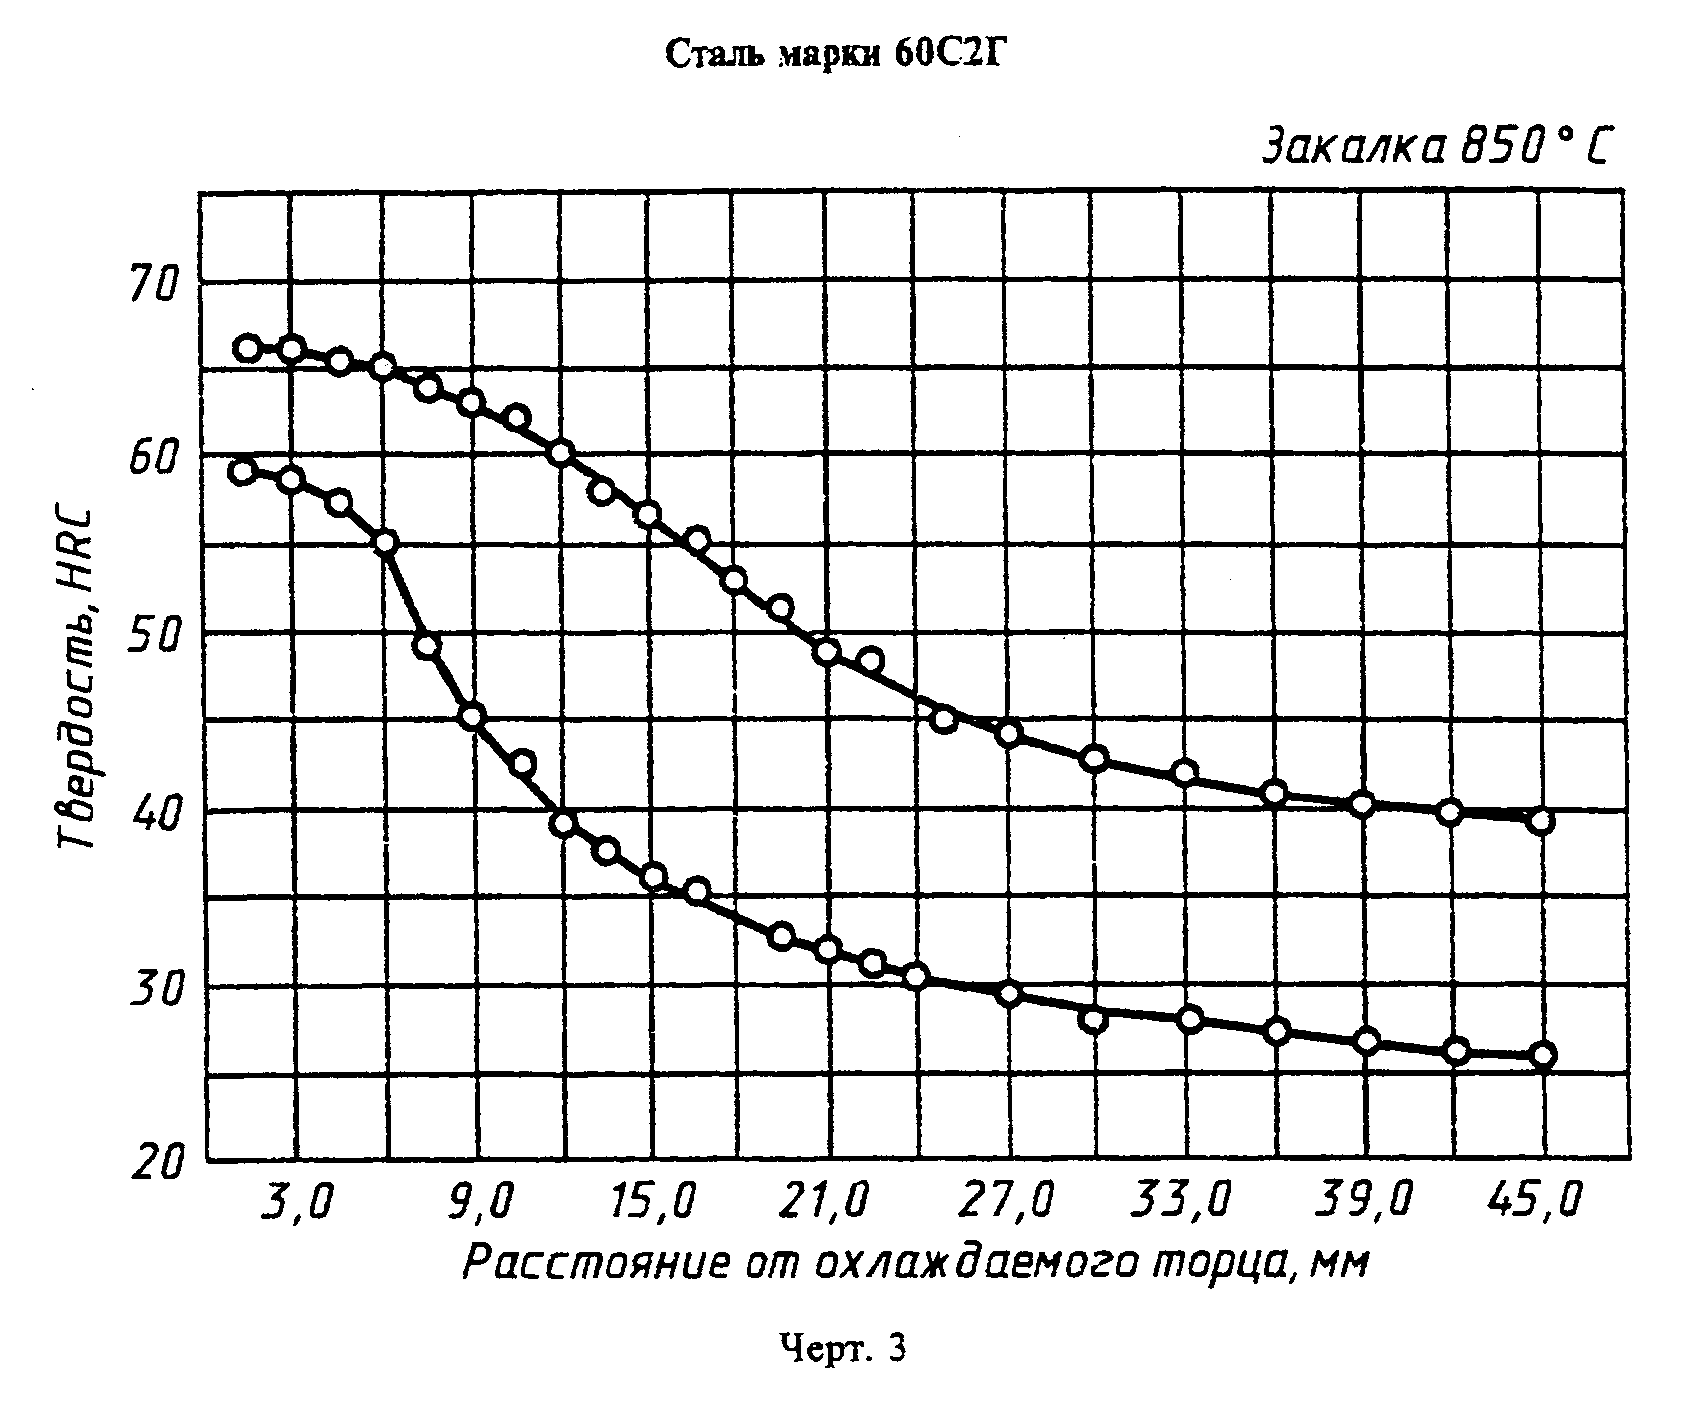 Сталь марки 60С2Г
Закалка 850°С
Твердость, HRC
70
60
50
40
30
20
3,0 9,0 15,0 21,0 27,0 33,0 39,0 45,0
Расстояние от охлаждаемого торца, мм
Черт. 3